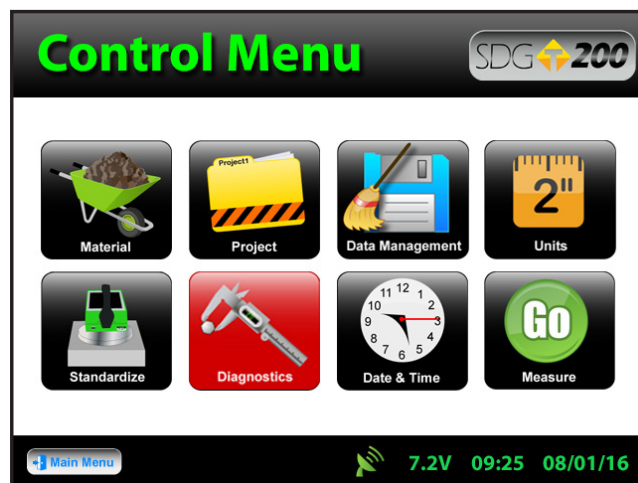 Control Menu
SDG T 200
Project1
2"
Material
Project
Data Management
Units
12
11
1
10
2
9
3
8
4
7
5
6
Go
Standardize
Diagnostics
Date & Time
Measure
Main Menu
7.2V 09:25 08/01/16